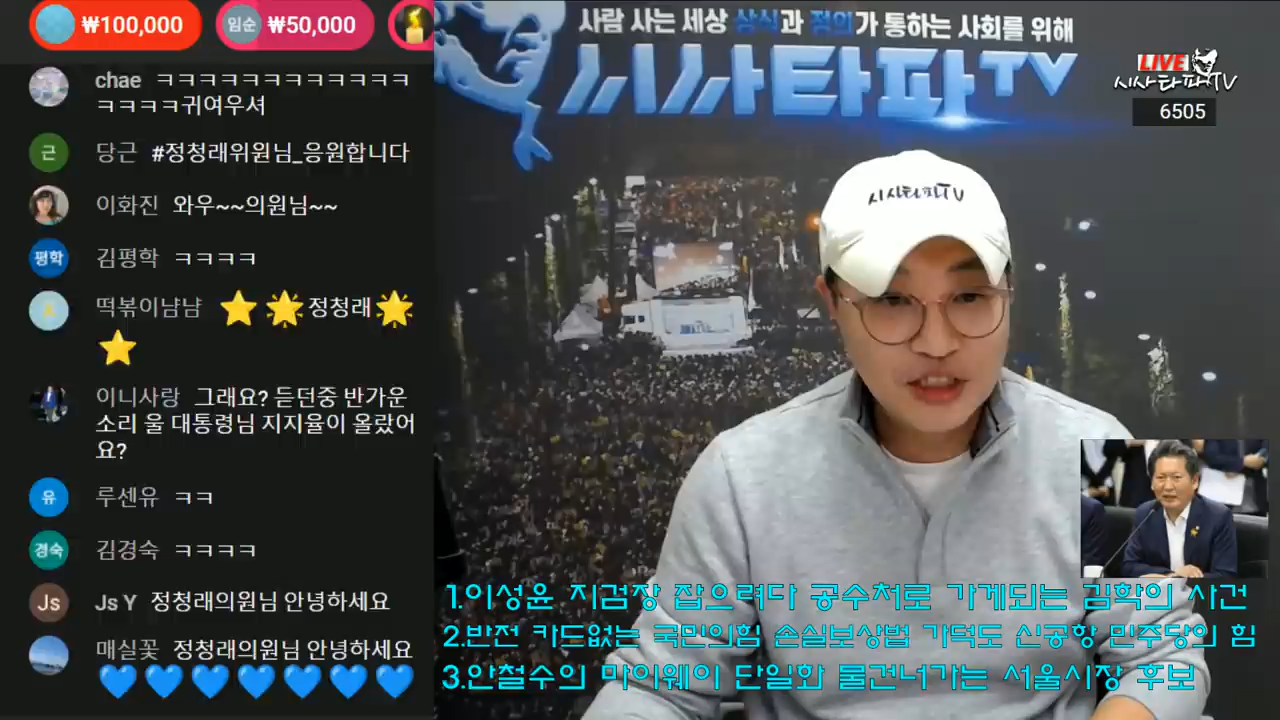 ₩100,000
임순 ₩50,000
chae ㅋㅋㅋㅋㅋㅋㅋㅋㅋㅋㅋㅋ
ㅋㅋㅋㅋ귀여우셔
근 당근 #정청래위원님_응원합니다
이화진 와우~~의원님~~
평학 김평학 ㅋㅋㅋㅋ
떡볶이냠냠 ⭐🌟정청래🌟
⭐
이니사랑 그래요? 듣던중 반가운
소리 울 대통령님 지지율이 올랐어
요?
유 루센유 ㅋㅋ
경숙 김경숙 ㅋㅋㅋㅋ
Js Js Y 정청래의원님 안녕하세요
매실꽃 정청래의원님 안녕하세요
💙💙💙💙💙💙💙
사람 사는 세상 상식과 정의가 통하는 사회를 위해
시사타파TV
LIVE
시사타파TV
6505
시사타파TV
1.이성윤 지검장 잡으려다 공수처로 가게되는 김학의 사건
2.반전 카드없는 국민의힘 손실보상법 가덕도 신공항 민주당의 힘
3.안철수의 마이웨이 단일화 물건너가는 서울시장 후보